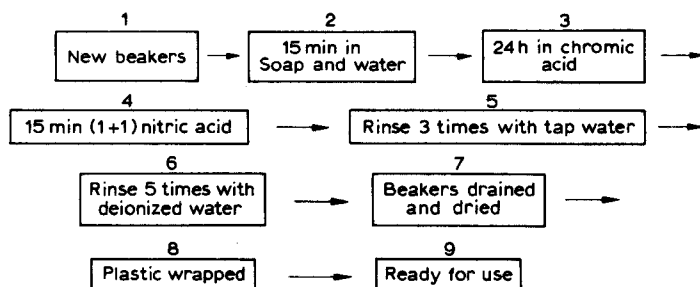 1 2 3
New beakers 15 min in Soap and water 24 h in chromic acid
4 5
15 min (1+1) nitric acid Rinse 3 times with tap water
6 7
Rinse 5 times with deionized water Beakers drained and dried
8 9
Plastic wrapped Ready for use